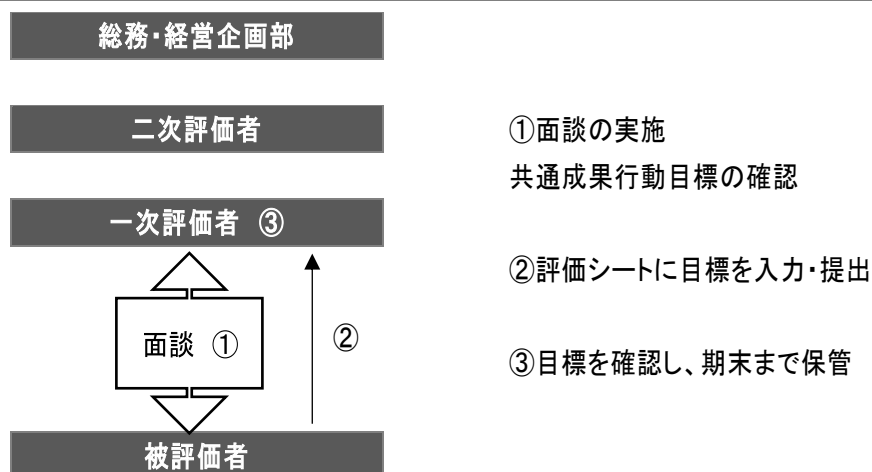 総務・経営企画部
二次評価者
①面談の実施
共通成果行動目標の確認
一次評価者 ③
②評価シートに目標を入力・提出
面談 ①
②
③目標を確認し、期末まで保管
被評価者